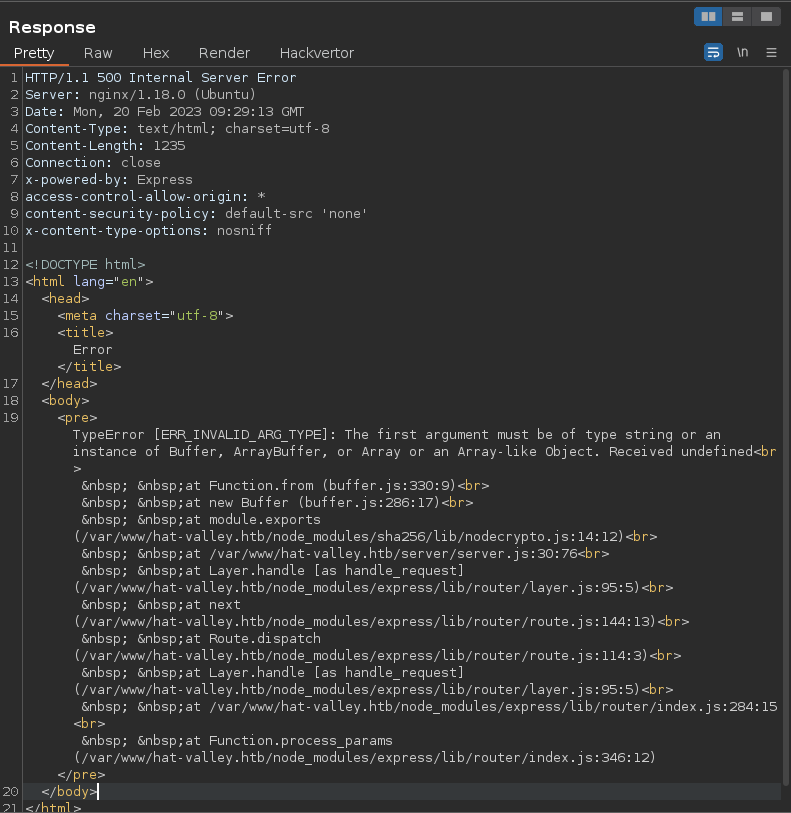 Response
Pretty Raw Hex Render Hackvertor \n
1 HTTP/1.1 500 Internal Server Error
2 Server: nginx/1.18.0 (Ubuntu)
3 Date: Mon, 20 Feb 2023 09:29:13 GMT
4 Content-Type: text/html; charset=utf-8
5 Content-Length: 1235
6 Connection: close
7 x-powered-by: Express
8 access-control-allow-origin: *
9 content-security-policy: default-src 'none'
10 x-content-type-options: nosniff
11
12 <!DOCTYPE html>
13 <html lang="en">
14 <head>
15 <meta charset="utf-8">
16 <title>
Error
</title>
17 </head>
18 <body>
19 <pre>
TypeError [ERR_INVALID_ARG_TYPE]: The first argument must be of type string or an
instance of Buffer, ArrayBuffer, or Array or an Array-like Object. Received undefined<br
>
&nbsp; &nbsp;at Function.from (buffer.js:330:9)<br>
&nbsp; &nbsp;at new Buffer (buffer.js:286:17)<br>
&nbsp; &nbsp;at module.exports
(/var/www/hat-valley.htb/node_modules/sha256/lib/nodecrypto.js:14:12)<br>
&nbsp; &nbsp;at /var/www/hat-valley.htb/server/server.js:30:76<br>
&nbsp; &nbsp;at Layer.handle [as handle_request]
(/var/www/hat-valley.htb/node_modules/express/lib/router/layer.js:95:5)<br>
&nbsp; &nbsp;at next
(/var/www/hat-valley.htb/node_modules/express/lib/router/route.js:144:13)<br>
&nbsp; &nbsp;at Route.dispatch
(/var/www/hat-valley.htb/node_modules/express/lib/router/route.js:114:3)<br>
&nbsp; &nbsp;at Layer.handle [as handle_request]
(/var/www/hat-valley.htb/node_modules/express/lib/router/layer.js:95:5)<br>
&nbsp; &nbsp;at /var/www/hat-valley.htb/node_modules/express/lib/router/index.js:284:15
<br>
&nbsp; &nbsp;at Function.process_params
(/var/www/hat-valley.htb/node_modules/express/lib/router/index.js:346:12)
</pre>
20 </body>
21 </html>